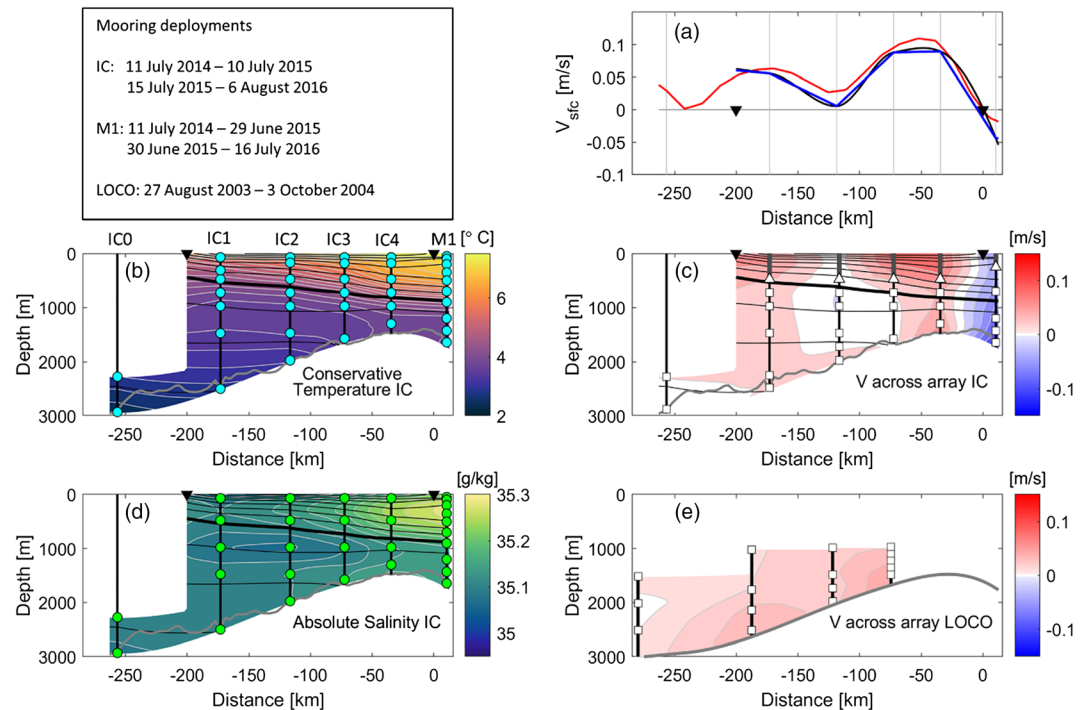 Mooring deployments
IC: 11 July 2014 – 10 July 2015
15 July 2015 – 6 August 2016
M1: 11 July 2014 – 29 June 2015
30 June 2015 – 16 July 2016
LOCO: 27 August 2003 – 3 October 2004
(a)
V_sfc [m/s]
0.1
0.05
0
-0.05
-0.1
-250 -200 -150 -100 -50 0
Distance [km]
IC0 IC1 IC2 IC3 IC4 M1
[° C]
(b)
Depth [m]
0
1000
2000
3000
Conservative
Temperature IC
6
4
2
-250 -200 -150 -100 -50 0
Distance [km]
[m/s]
(c)
Depth [m]
0
1000
2000
3000
V across array IC
0.1
0
-0.1
-250 -200 -150 -100 -50 0
Distance [km]
[g/kg]
(d)
Depth [m]
0
1000
2000
3000
Absolute Salinity IC
35.3
35.2
35.1
35
-250 -200 -150 -100 -50 0
Distance [km]
[m/s]
(e)
Depth [m]
0
1000
2000
3000
V across array LOCO
0.1
0
-0.1
-250 -200 -150 -100 -50 0
Distance [km]